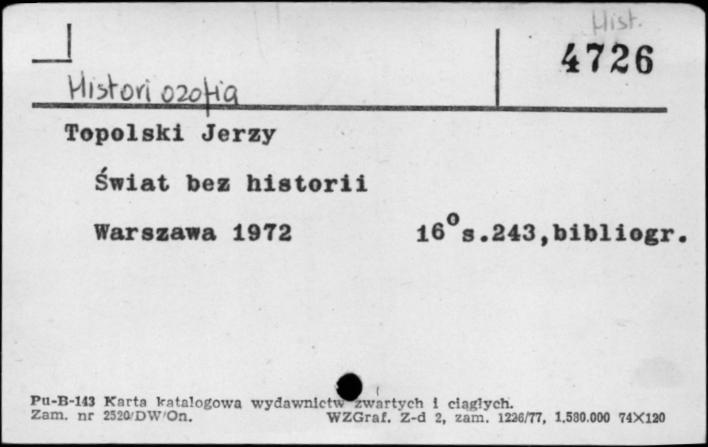 Hist.
4726
Historiozofia
Topolski Jerzy
Świat bez historii
Warszawa 1972 16° s.243,bibliogr.
Pu-B-143 Karta katalogowa wydawnictw zwartych i ciągłych.
Zam. nr 2520/DW/On. WZGraf. Z-d 2, zam. 1226/77, 1,580.000 74X120